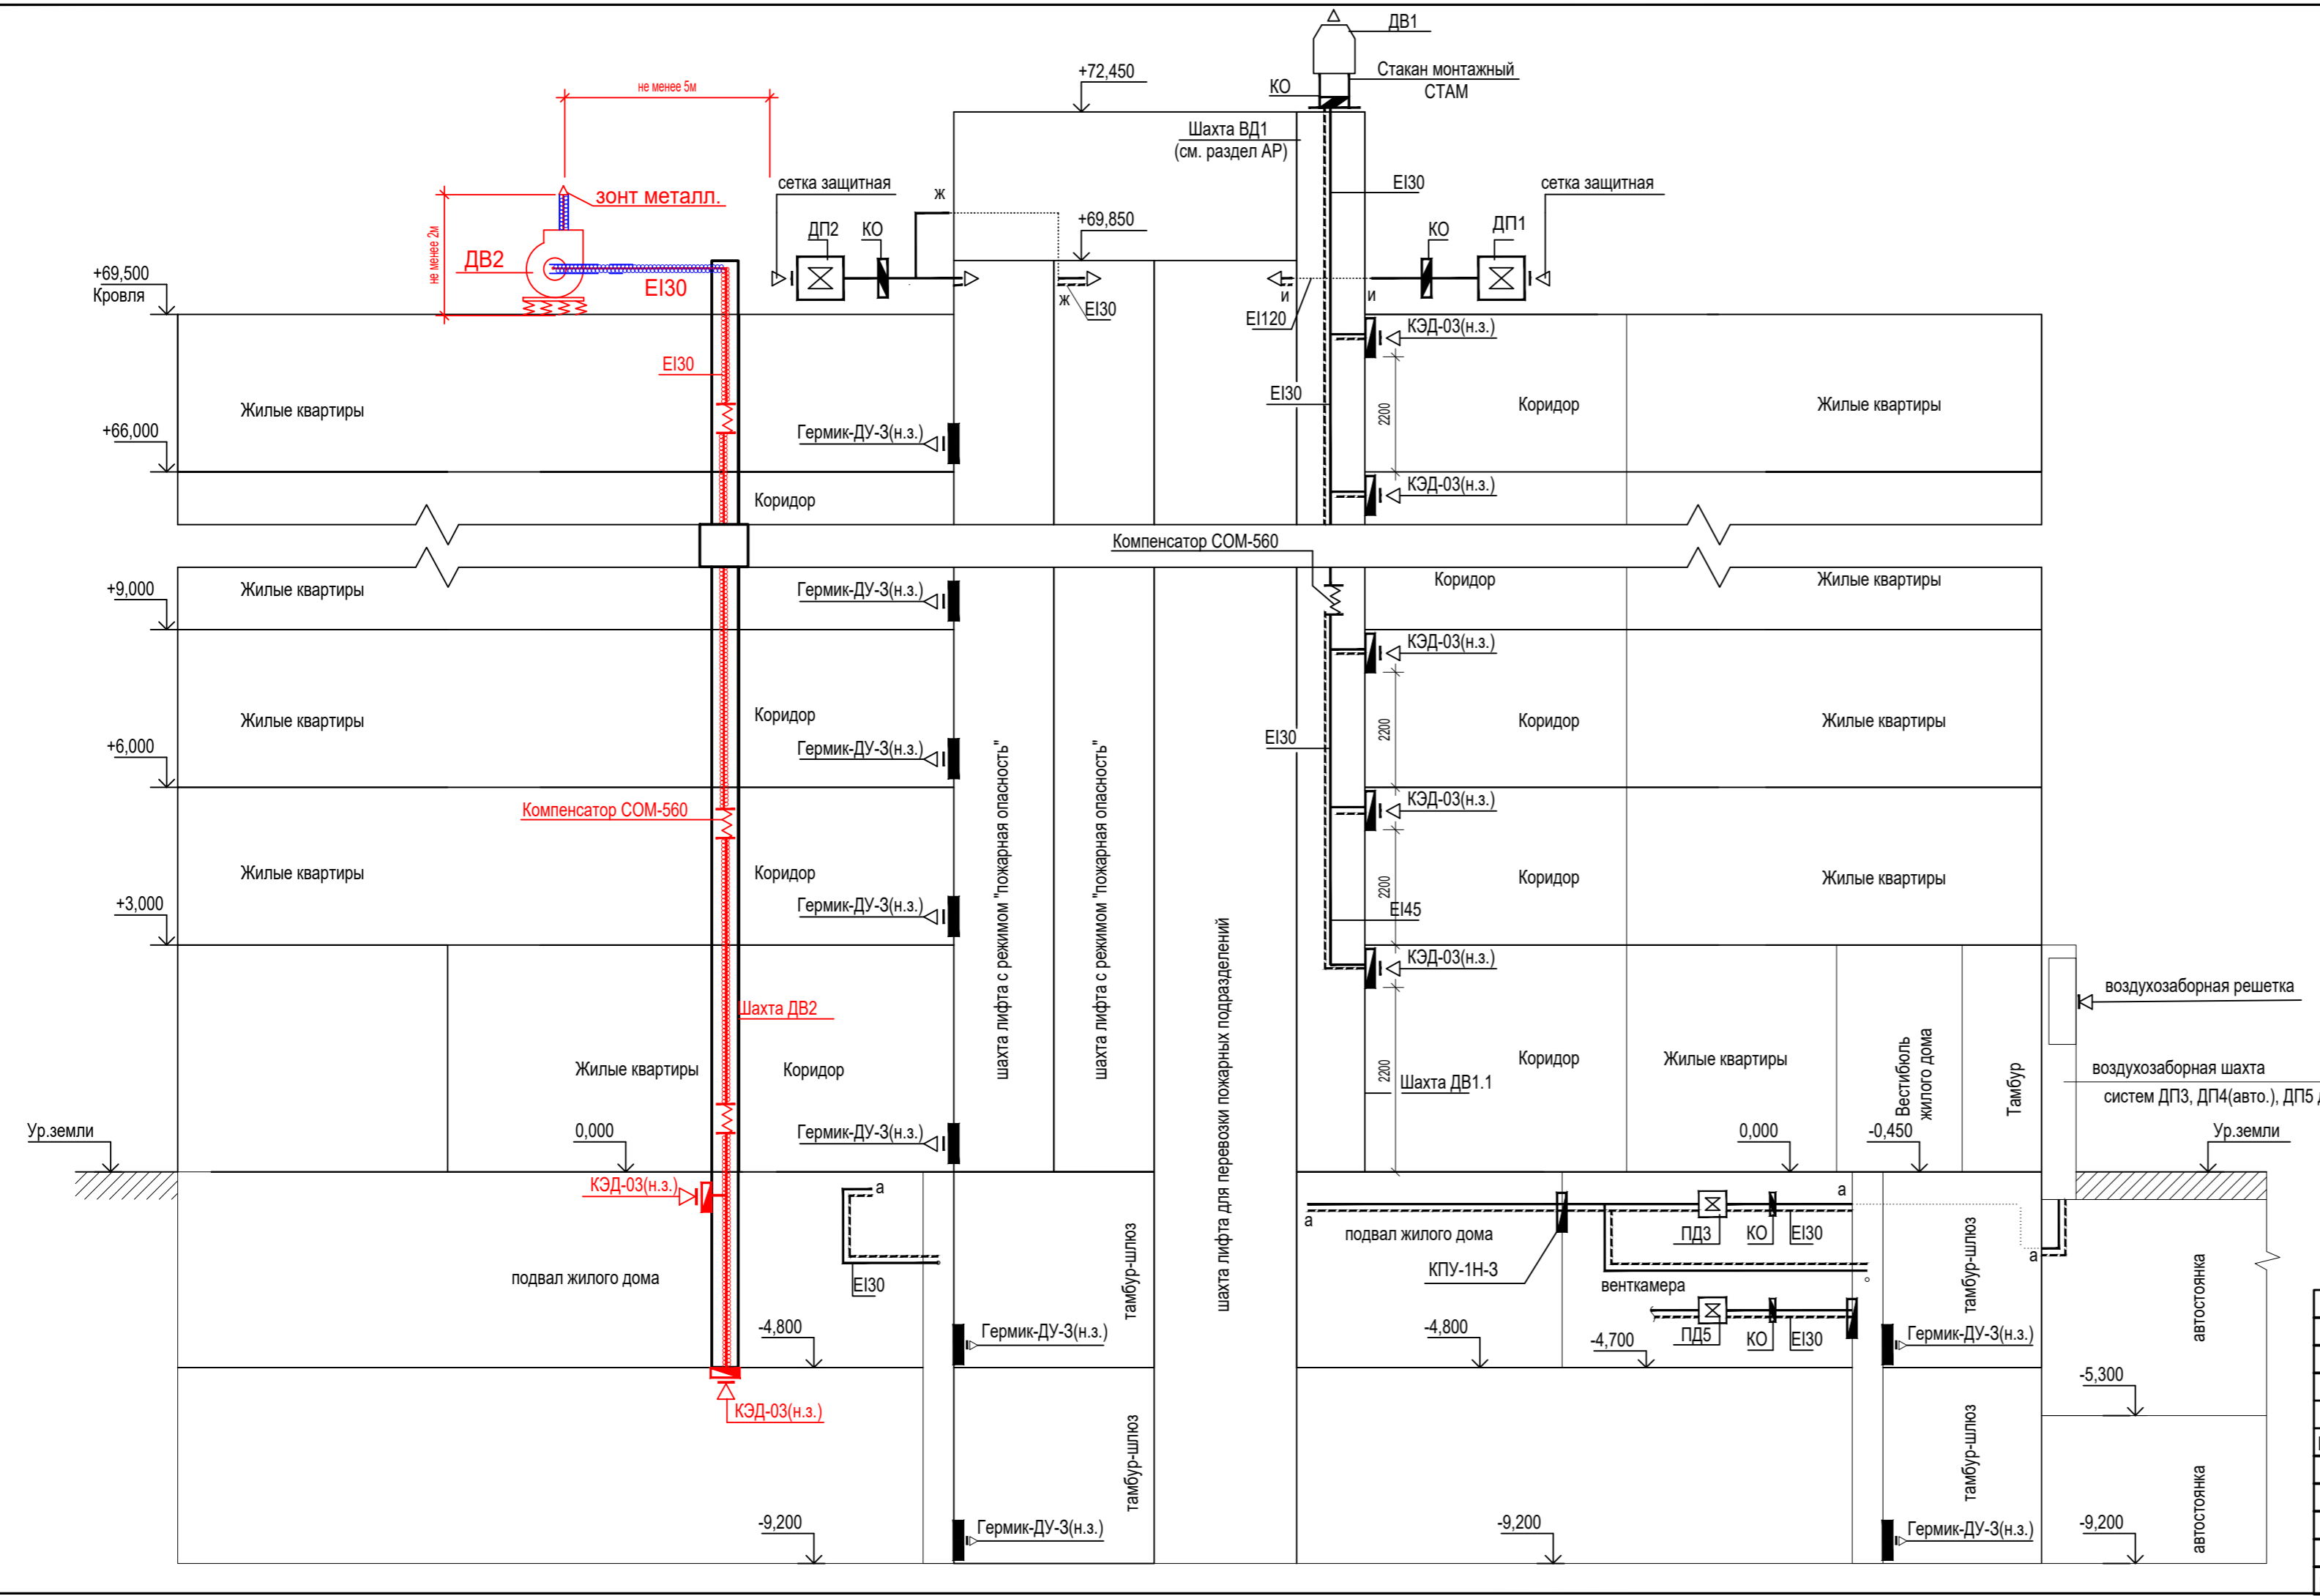 ДВ1
Стакан монтажный
СТАМ
КО
+72,450
не менее 5м
Шахта ВД1
(см. раздел АР)
зонт металл.
сетка защитная
ж
EI30
сетка защитная
не менее 2м
ДВ2
EI30
ДП2
КО
+69,850
КО
ДП1
+69,500
Кровля
ж
EI30
и
и
EI120
КЭД-03(н.з.)
EI30
EI30
2200
Жилые квартиры
Коридор
Жилые квартиры
+66,000
Гермик-ДУ-3(н.з.)
КЭД-03(н.з.)
Коридор
Компенсатор СОМ-560
+9,000
Жилые квартиры
Гермик-ДУ-3(н.з.)
Коридор
Жилые квартиры
КЭД-03(н.з.)
Жилые квартиры
Коридор
2200
Коридор
Жилые квартиры
+6,000
Гермик-ДУ-3(н.з.)
EI30
Компенсатор СОМ-560
КЭД-03(н.з.)
Жилые квартиры
Коридор
2200
Коридор
Жилые квартиры
+3,000
Гермик-ДУ-3(н.з.)
EI45
шахта лифта с режимом "пожарная опасность"
шахта лифта с режимом "пожарная опасность"
шахта лифта для перевозки пожарных подразделений
КЭД-03(н.з.)
воздухозаборная решетка
Шахта ДВ2
Жилые квартиры
Коридор
2200
Шахта ДВ1.1
Коридор
Жилые квартиры
Вестибюль
жилого дома
Тамбур
воздухозаборная шахта
систем ДП3, ДП4(авто.), ДП5
Ур.земли
0,000
Гермик-ДУ-3(н.з.)
0,000
-0,450
Ур.земли
КЭД-03(н.з.)
а
EI30
подвал жилого дома
тамбур-шлюз
а
подвал жилого дома
КПУ-1Н-3
ПД3
КО
EI30
а
венткамера
ПД5
КО
EI30
тамбур-шлюз
а
автостоянка
-4,800
Гермик-ДУ-3(н.з.)
-4,800
-4,700
Гермик-ДУ-3(н.з.)
-5,300
КЭД-03(н.з.)
тамбур-шлюз
тамбур-шлюз
автостоянка
-9,200
Гермик-ДУ-3(н.з.)
-9,200
Гермик-ДУ-3(н.з.)
-9,200